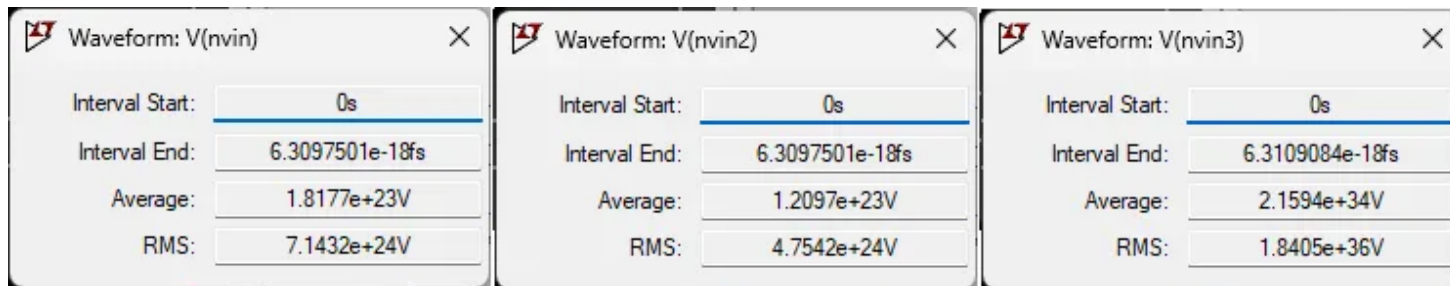 Waveform: V(nvin)
Interval Start: 0s
Interval End: 6.3097501e-18fs
Average: 1.8177e+23V
RMS: 7.1432e+24V
Waveform: V(nvin2)
Interval Start: 0s
Interval End: 6.3097501e-18fs
Average: 1.2097e+23V
RMS: 4.7542e+24V
Waveform: V(nvin3)
Interval Start: 0s
Interval End: 6.3109084e-18fs
Average: 2.1594e+34V
RMS: 1.8405e+36V